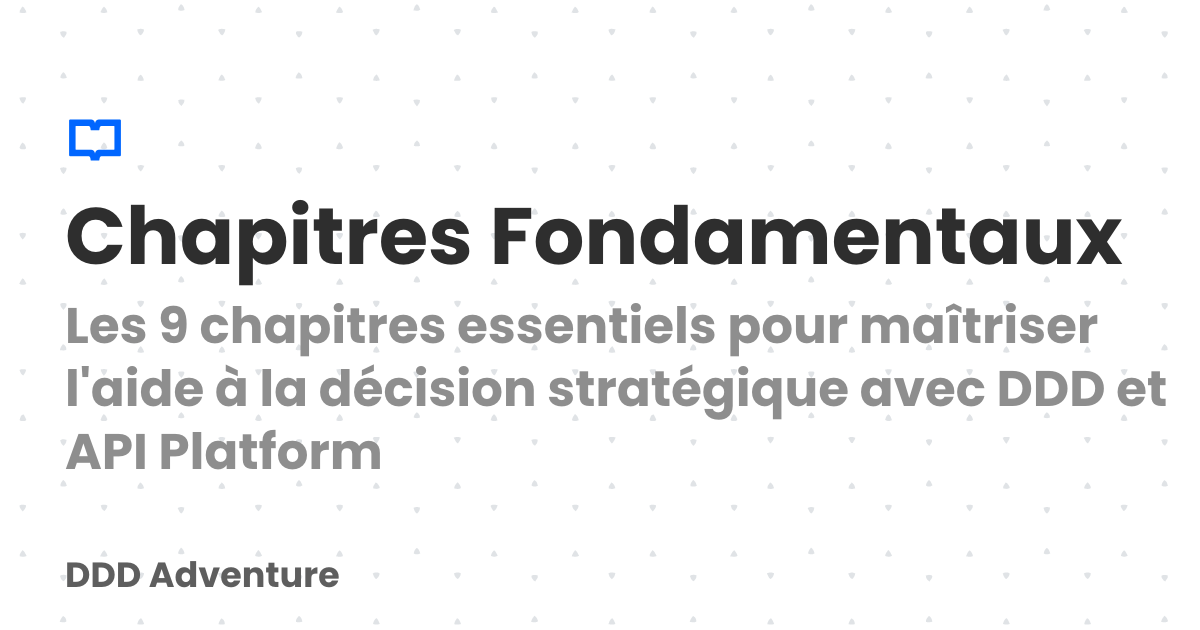 Chapitres Fondamentaux
Les 9 chapitres essentiels pour maîtriser
l'aide à la décision stratégique avec DDD et
API Platform
DDD Adventure